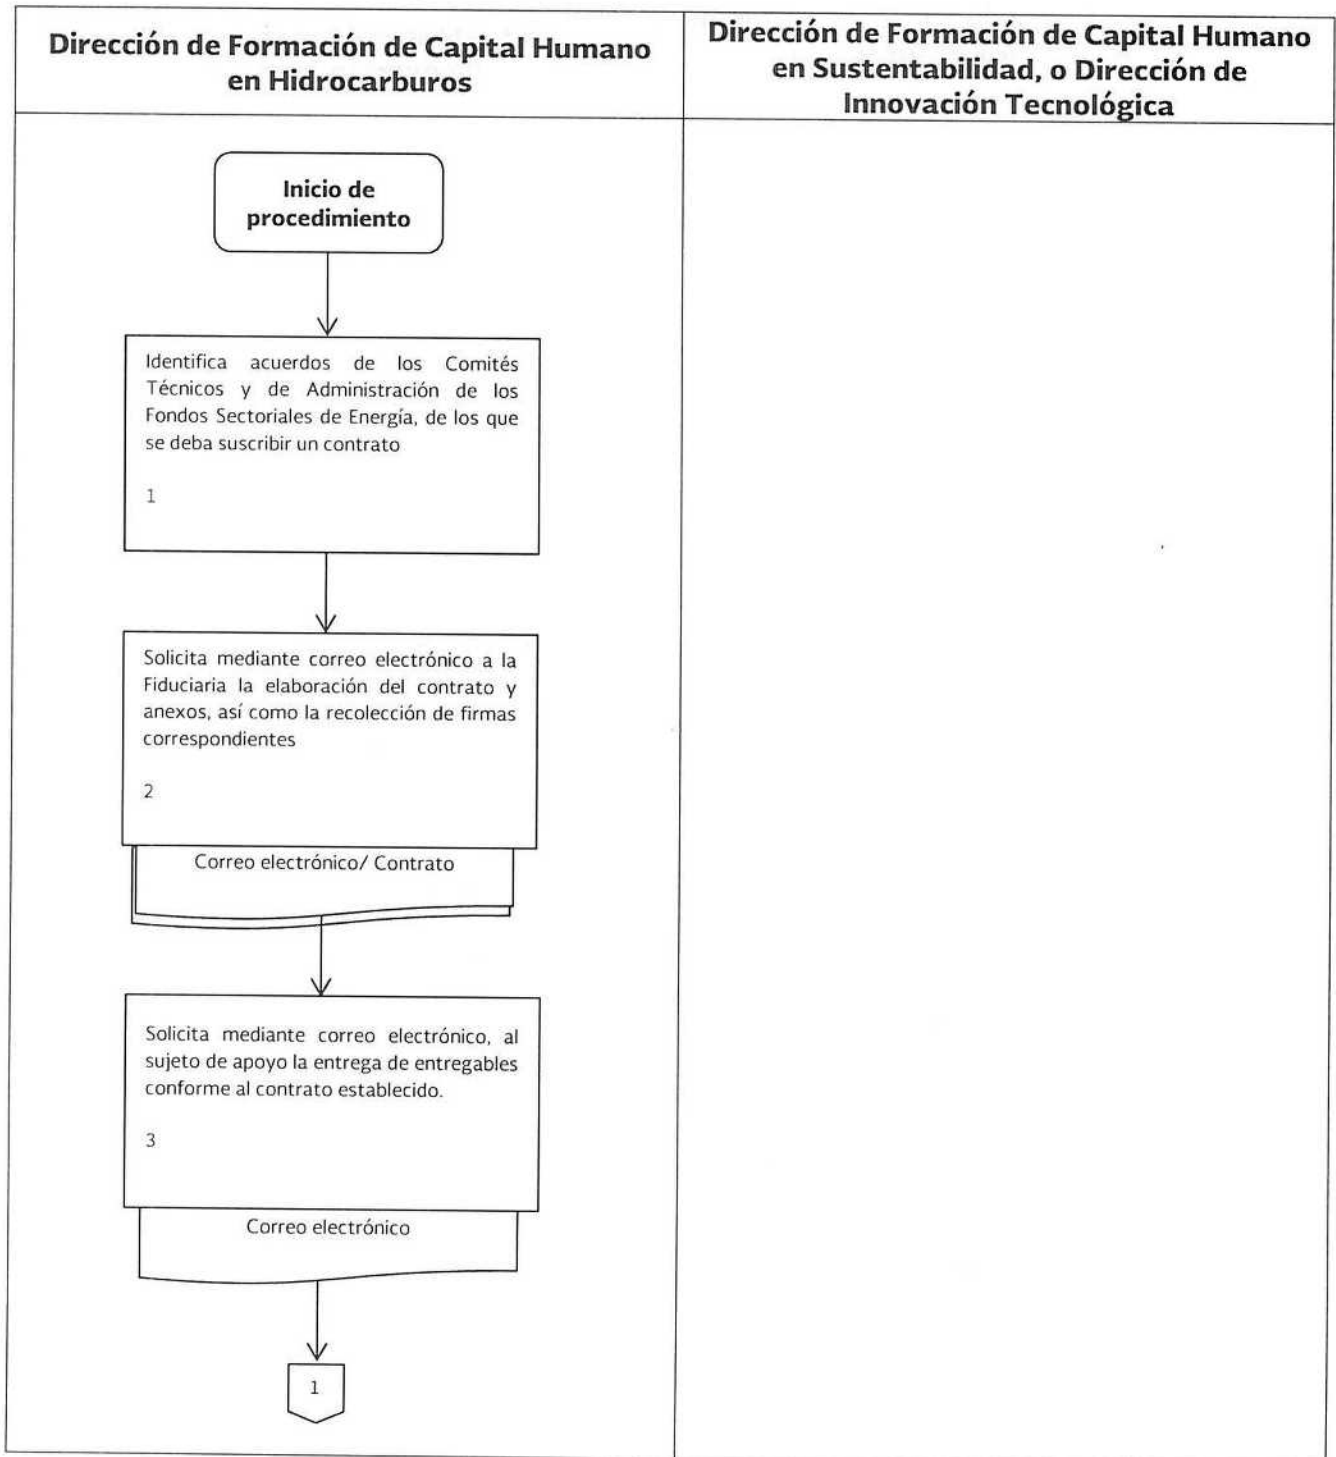 Dirección de Formación de Capital Humano
en Hidrocarburos
Dirección de Formación de Capital Humano
en Sustentabilidad, o Dirección de
Innovación Tecnológica
Inicio de
procedimiento
Identifica acuerdos de los Comités
Técnicos y de Administración de los
Fondos Sectoriales de Energía, de los que
se deba suscribir un contrato
1
Solicita mediante correo electrónico a la
Fiduciaria la elaboración del contrato y
anexos, así como la recolección de firmas
correspondientes
2
Correo electrónico/ Contrato
Solicita mediante correo electrónico, al
sujeto de apoyo la entrega de entregables
conforme al contrato establecido.
3
Correo electrónico
1